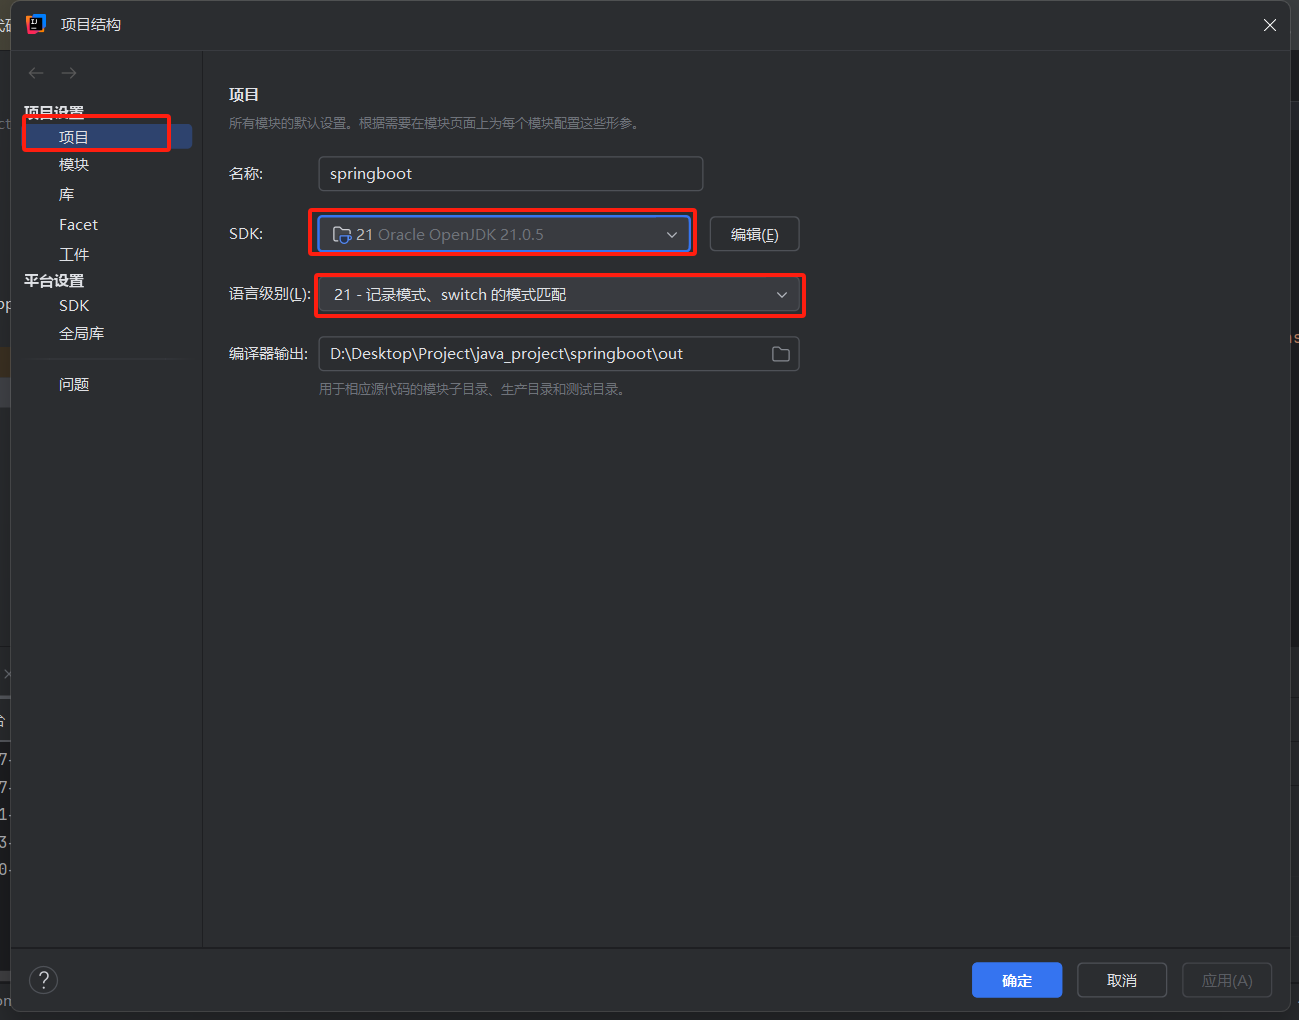 项目结构
项目设置
项目
模块
库
Facet
工件
平台设置
SDK
全局库
问题
项目
所有模块的默认设置。根据需要在模块页面上为每个模块配置这些形参。
名称:
springboot
SDK:
21 Oracle OpenJDK 21.0.5
编辑(E)
语言级别(L):
21 - 记录模式、switch 的模式匹配
编译器输出:
D:\Desktop\Project\java_project\springboot\out
用于相应源代码的模块子目录、生产目录和测试目录。
?
确定
取消
应用(A)